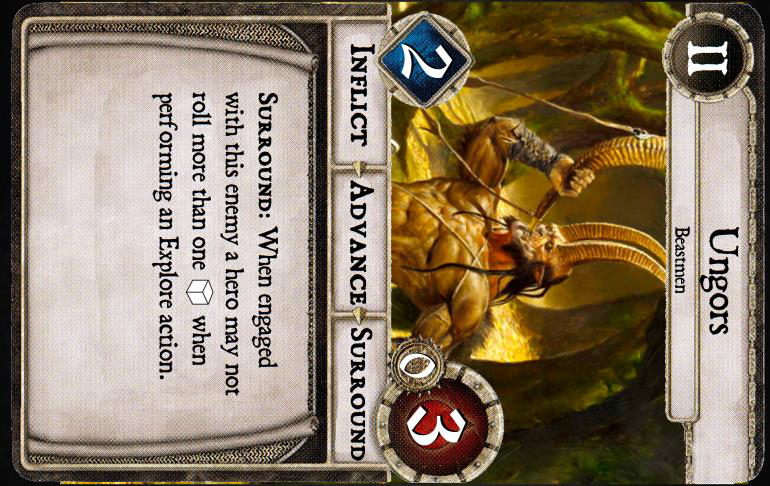 II
Ungors
Beastmen
2
0
3
INFLICT ADVANCE SURROUND
SURROUND: When engaged
with this enemy a hero may not
roll more than one when
performing an Explore action.